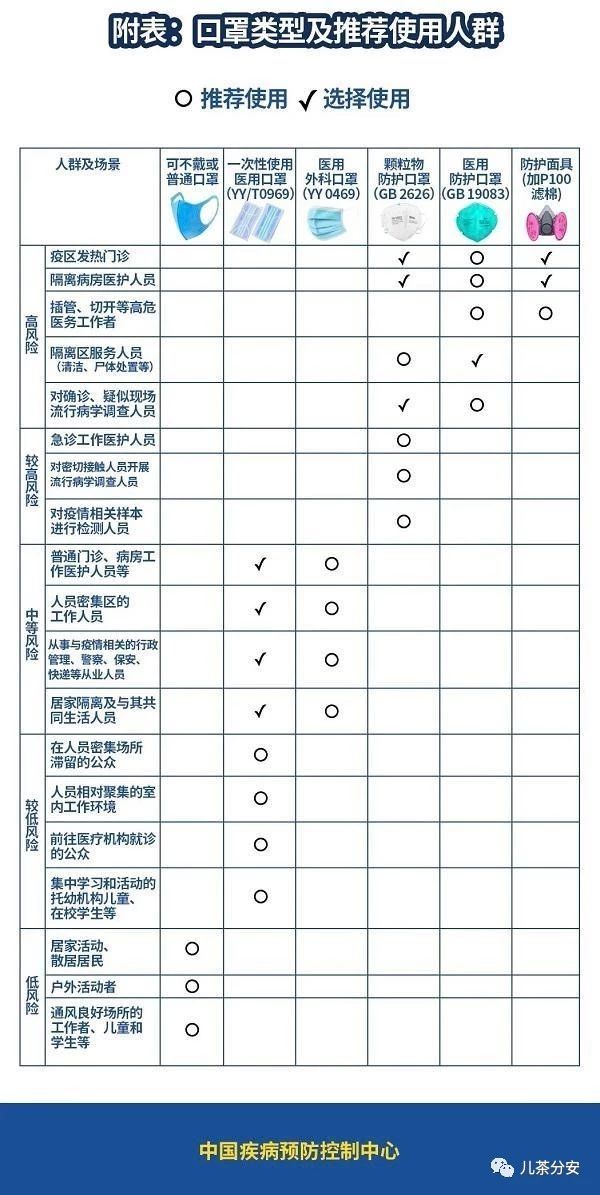 附表：口罩类型及推荐使用人群
○ 推荐使用 ✓ 选择使用
人群及场景
可不戴或
普通口罩
一次性使用
医用口罩
(YY/T0969)
医用
外科口罩
(YY 0469)
颗粒物
防护口罩
(GB 2626)
医用
防护口罩
(GB 19083)
防护面具
(加P100
滤棉)
高风险
疫区发热门诊
✓ ○ ✓
隔离病房医护人员
✓ ○ ✓
插管、切开等高危
医务工作者
○ ○
隔离区服务人员
（清洁、尸体处置等）
○ ✓
对确诊、疑似现场
流行病学调查人员
✓ ○
较高风险
急诊工作医护人员
○
对密切接触人员开展
流行病学调查人员
○
对疫情相关样本
进行检测人员
○
中等风险
普通门诊、病房工
作医护人员等
✓ ○
人员密集区的
工作人员
✓ ○
从事与疫情相关的行政
管理、警察、保安、
快递等从业人员
✓ ○
居家隔离及与其共
同生活人员
✓ ○
较低风险
在人员密集场所
滞留的公众
○
人员相对聚集的室
内工作环境
○
前往医疗机构就诊
的公众
○
集中学习和活动的
托幼机构儿童、
在校学生等
○
低风险
居家活动、
散居居民
○
户外活动者
○
通风良好场所的
工作者、儿童和
学生等
○
中国疾病预防控制中心
儿茶分安